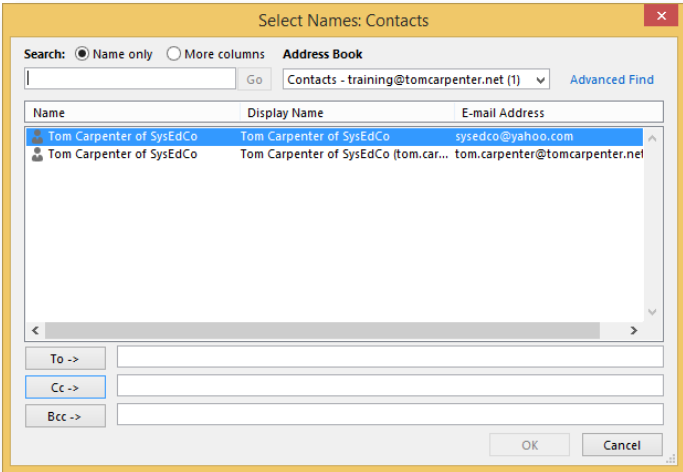 Select Names: Contacts
Search: Name only More columns Address Book
Go Contacts - training@tomcarpenter.net (1) Advanced Find
Name Display Name E-mail Address
Tom Carpenter of SysEdCo Tom Carpenter of SysEdCo sysedco@yahoo.com
Tom Carpenter of SysEdCo Tom Carpenter of SysEdCo (tom.car... tom.carpenter@tomcarpenter.net
To ->
Cc ->
Bcc ->
OK Cancel